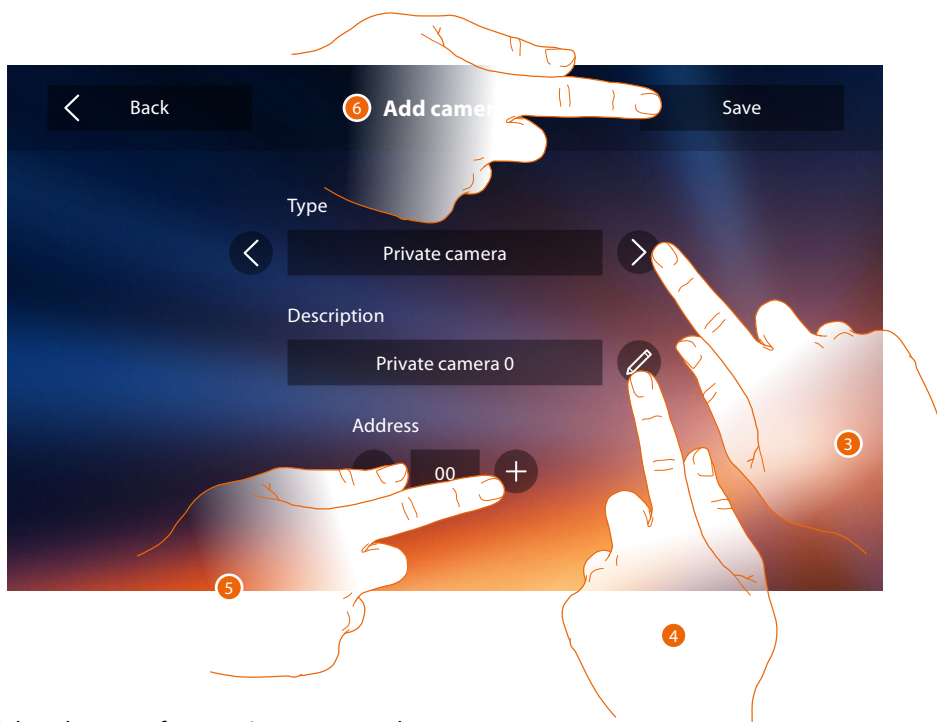 Back
6 Add camer
Save
Type
Private camera
Description
Private camera 0
Address
00
3
5
4